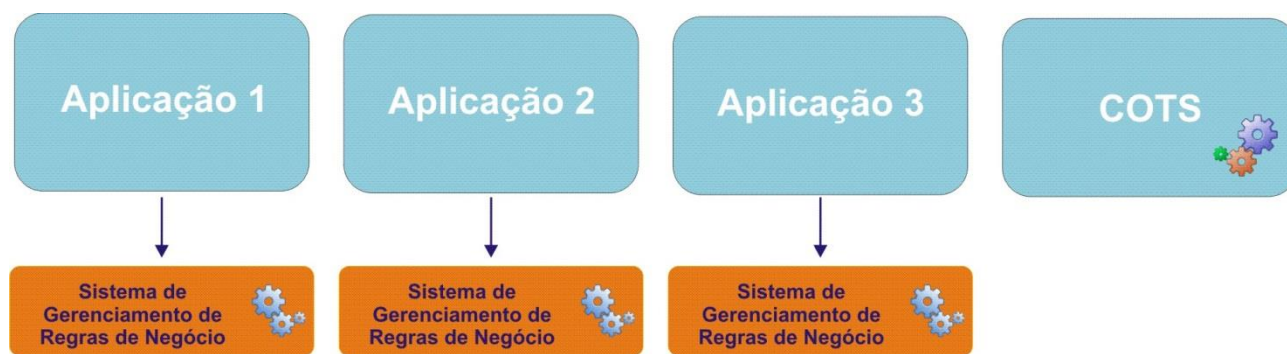 Aplicação 1
Aplicação 2
Aplicação 3
COTS
Sistema de
Gerenciamento de
Regras de Negócio
Sistema de
Gerenciamento de
Regras de Negócio
Sistema de
Gerenciamento de
Regras de Negócio